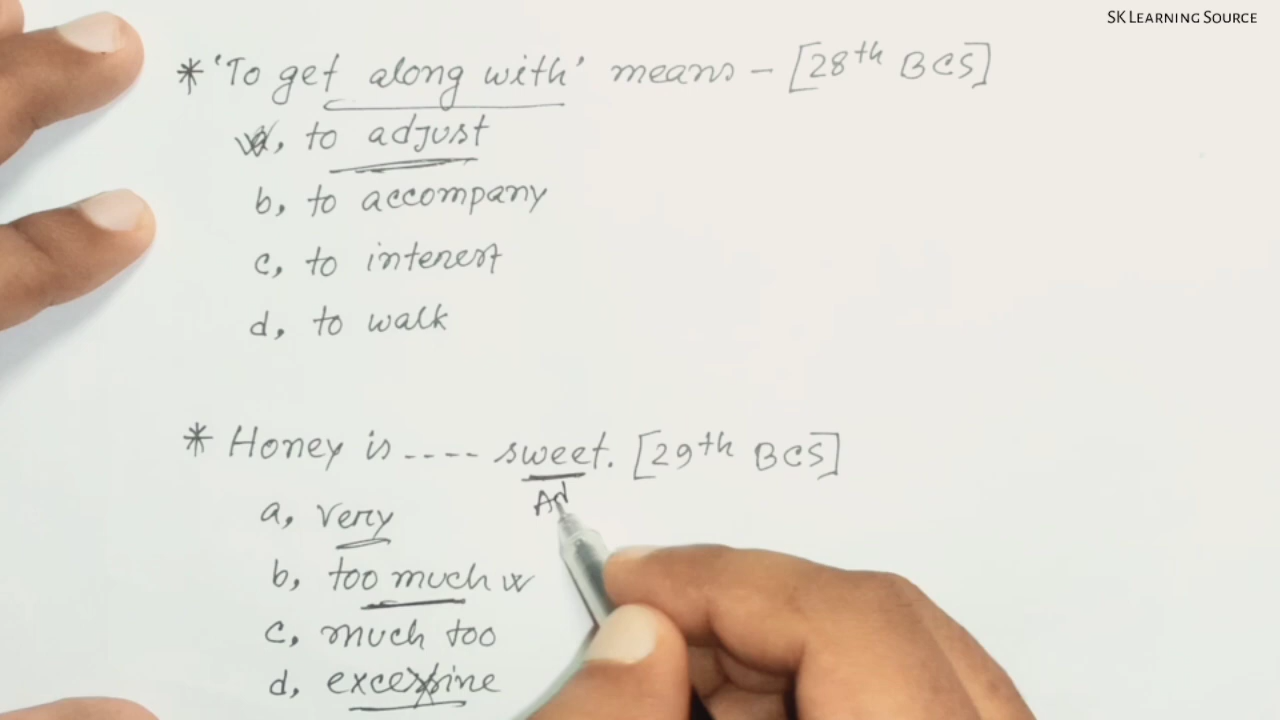 SK Learning Source
* 'To get along with' means - [28th BCS]
a, to adjust
b, to accompany
c, to interest
d, to walk
* Honey is ---- sweet. [29th BCS]
Ad
a, very
b, too much
c, much too
d, excessive